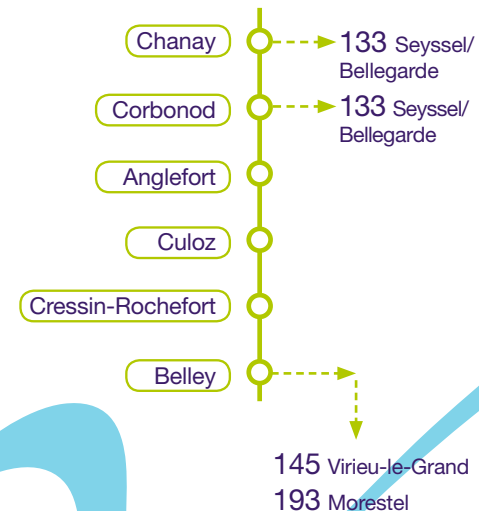 Chanay
133 Seyssel/
Bellegarde
Corbonod
133 Seyssel/
Bellegarde
Anglefort
Culoz
Cressin-Rochefort
Belley
145 Virieu-le-Grand
193 Morestel